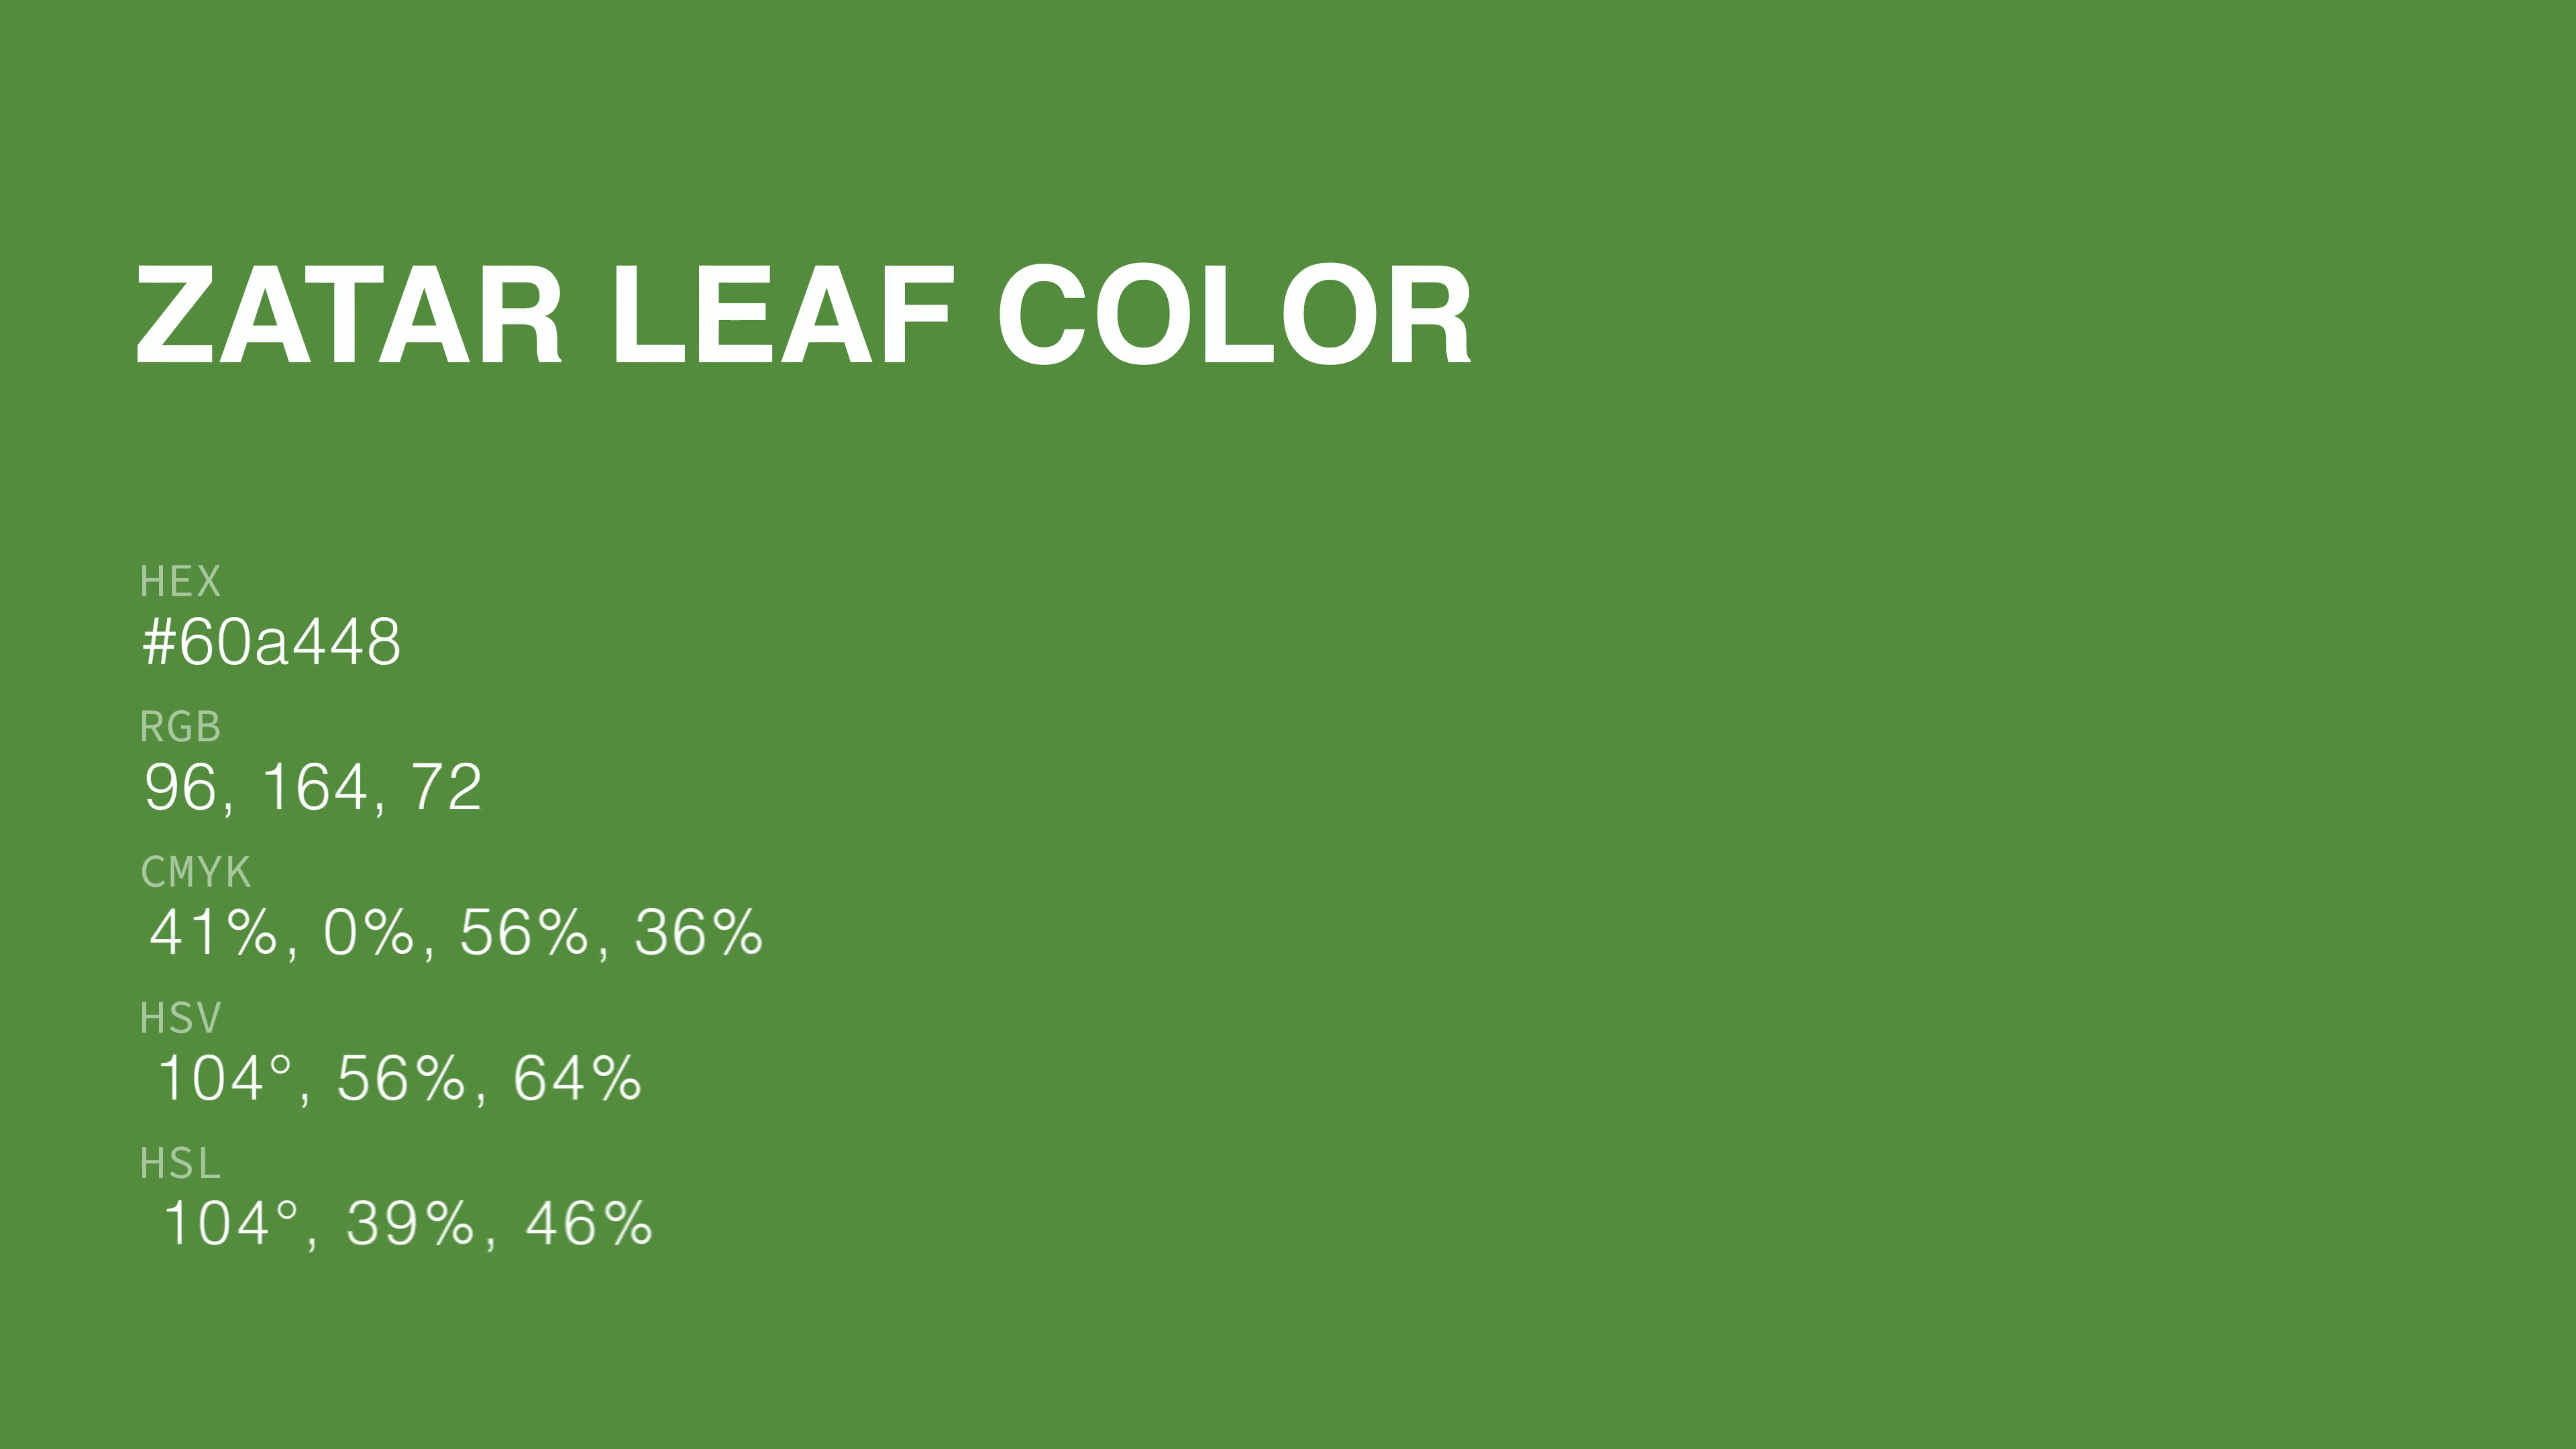 ZATAR LEAF COLOR
HEX
#60a448
RGB
96, 164, 72
CMYK
41%, 0%, 56%, 36%
HSV
104°, 56%, 64%
HSL
104°, 39%, 46%